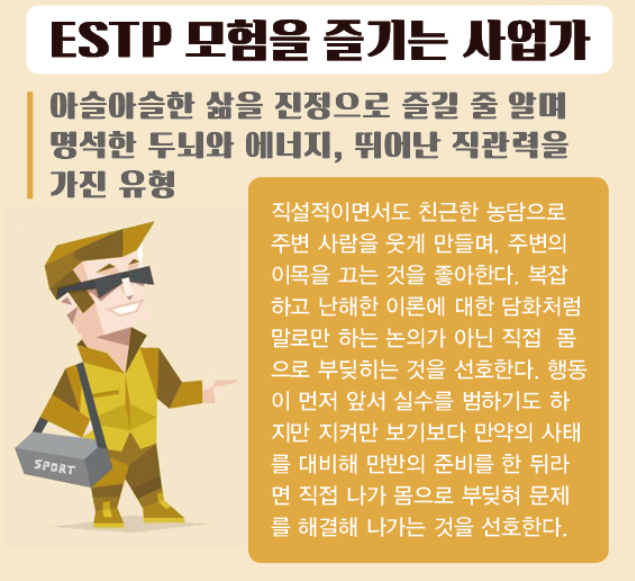 ESTP 모험을 즐기는 사업가
아슬아슬한 삶을 진정으로 즐길 줄 알며
명석한 두뇌와 에너지, 뛰어난 직관력을
가진 유형
직설적이면서도 친근한 농담으로
주변 사람을 웃게 만들며, 주변의
이목을 끄는 것을 좋아한다. 복잡
하고 난해한 이론에 대한 담화처럼
말로만 하는 논의가 아닌 직접 몸
으로 부딪히는 것을 선호한다. 행동
이 먼저 앞서 실수를 범하기도 하
지만 지켜만 보기보다 만약의 사태
를 대비해 만반의 준비를 한 뒤라
면 직접 나가 몸으로 부딪혀 문제
를 해결해 나가는 것을 선호한다.
SPORT